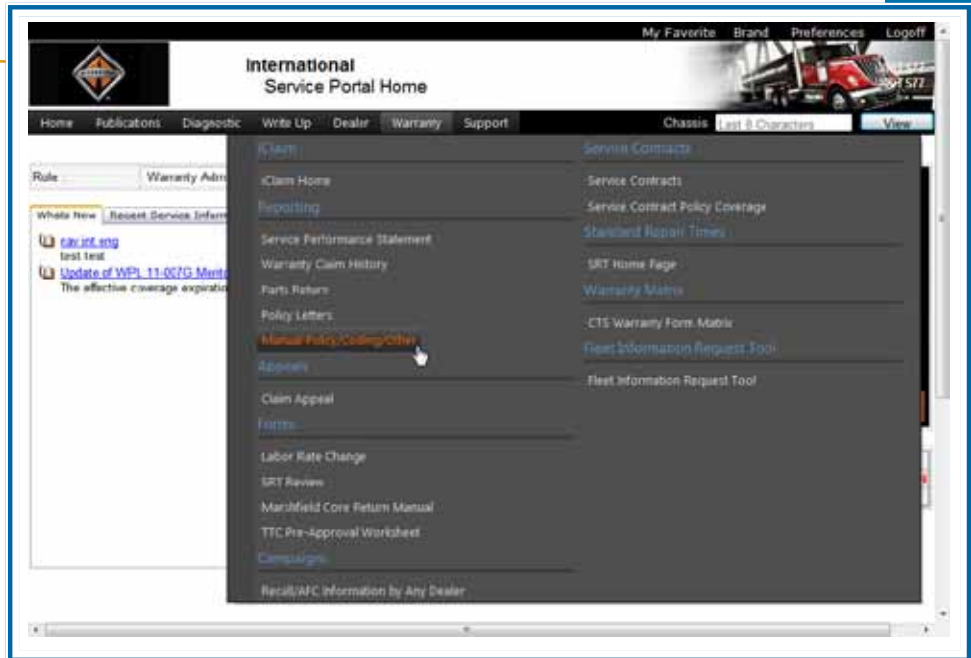 My Favorite Brand Preferences Logoff
International
Service Portal Home
Home Publications Diagnostic Write Up Dealer Warranty Support Chassis Last 8 Characters View
iClaim
iClaim Home
Reporting
Service Performance Statement
Warranty Claim History
Parts Return
Policy Letters
Manual Policy/Coding/Other
Appeals
Claim Appeal
Forms
Labor Rate Change
SRT Review
Marshfield Core Return Manual
TTC Pre-Approval Worksheet
Campaigns
Recall/AFC Information by Any Dealer
Service Contracts
Service Contracts
Service Contract Policy Coverage
Standard Repair Times
SRT Home Page
Warranty Matrix
CTS Warranty Form Matrix
Fleet Information Request Tool
Fleet Information Request Tool
Role Warranty Adm
Whats New Recent Service Inform
nav int eng
test test
Update of WPL 11-007G Merito
The effective coverage expiratio